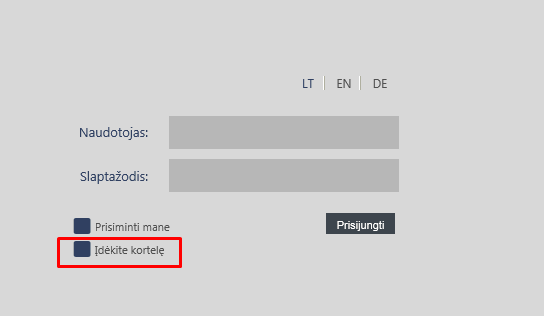 LT | EN | DE
Naudotojas:
Slaptažodis:
Prisiminti mane
Prisijungti
Įdėkite kortelę